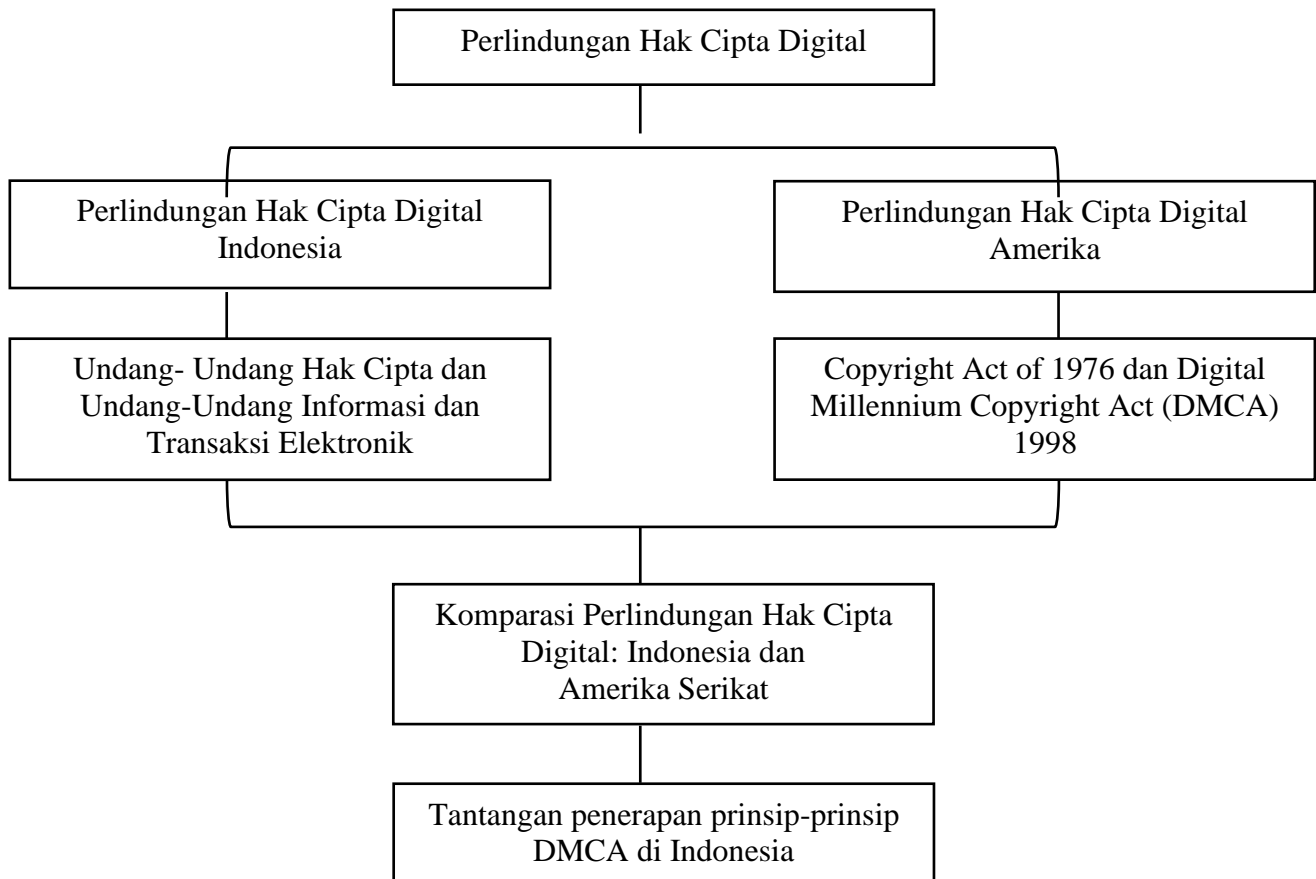 Perlindungan Hak Cipta Digital
Perlindungan Hak Cipta Digital
Indonesia
Perlindungan Hak Cipta Digital
Amerika
Undang- Undang Hak Cipta dan
Undang-Undang Informasi dan
Transaksi Elektronik
Copyright Act of 1976 dan Digital
Millennium Copyright Act (DMCA)
1998
Komparasi Perlindungan Hak Cipta
Digital: Indonesia dan
Amerika Serikat
Tantangan penerapan prinsip-prinsip
DMCA di Indonesia